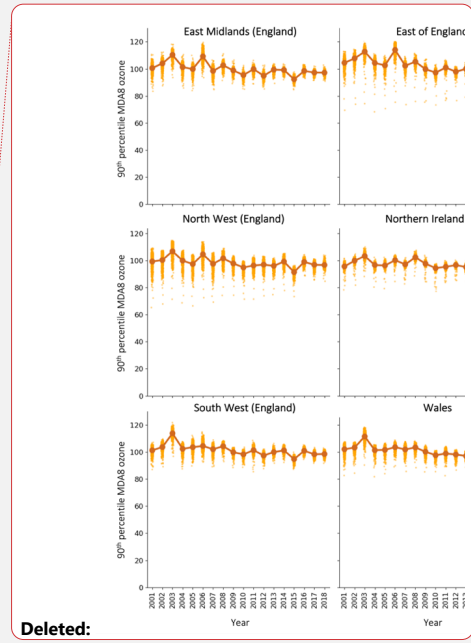 East Midlands (England)
East of England
90th percentile MDA8 ozone
120
100
80
60
40
20
0
North West (England)
Northern Ireland
90th percentile MDA8 ozone
120
100
80
60
40
20
0
South West (England)
Wales
90th percentile MDA8 ozone
120
100
80
60
40
20
0
2001 2002 2003 2004 2005 2006 2007 2008 2009 2010 2011 2012 2013 2014 2015 2016 2017 2018
2001 2002 2003 2004 2005 2006 2007 2008 2009 2010 2011 2012 2013
Year
Year
Deleted: